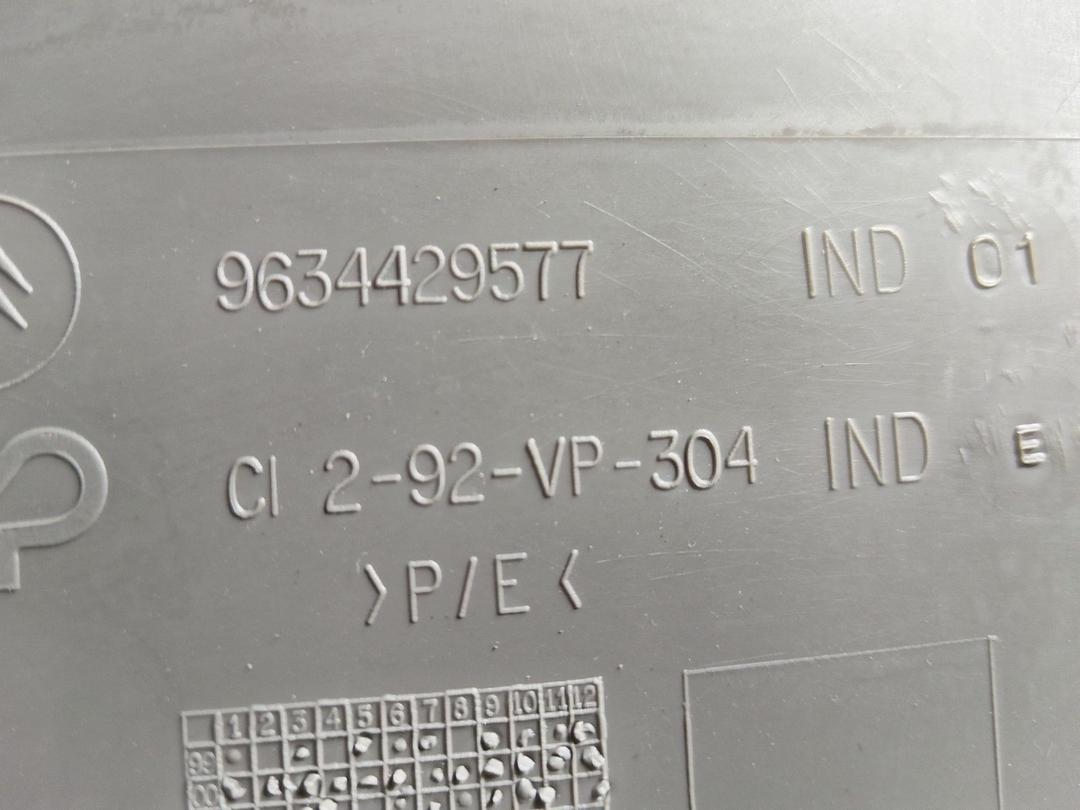 9634429577 IND 01
CI 2-92-VP-304 IND E
>P/E<
1 2 3 4 5 6 7 8 9 10 11 12
99
00